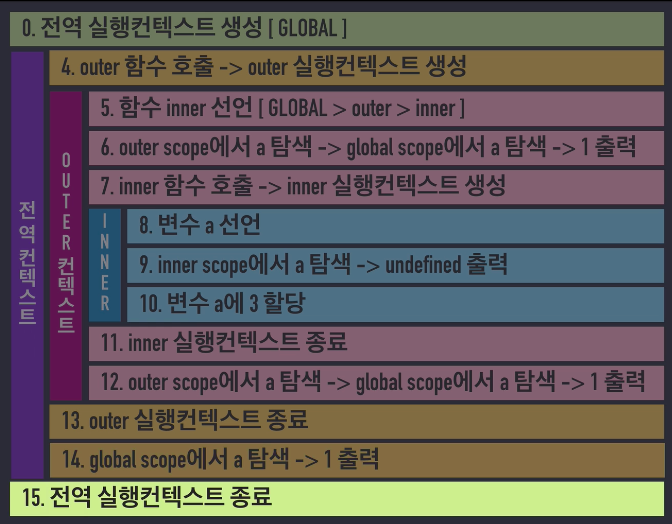 0. 전역 실행컨텍스트 생성 [ GLOBAL ]
전역컨텍스트
4. outer 함수 호출 -> outer 실행컨텍스트 생성
OUTER컨텍스트
5. 함수 inner 선언 [ GLOBAL > outer > inner ]
6. outer scope에서 a 탐색 -> global scope에서 a 탐색 -> 1 출력
7. inner 함수 호출 -> inner 실행컨텍스트 생성
INNER
8. 변수 a 선언
9. inner scope에서 a 탐색 -> undefined 출력
10. 변수 a에 3 할당
11. inner 실행컨텍스트 종료
12. outer scope에서 a 탐색 -> global scope에서 a 탐색 -> 1 출력
13. outer 실행컨텍스트 종료
14. global scope에서 a 탐색 -> 1 출력
15. 전역 실행컨텍스트 종료